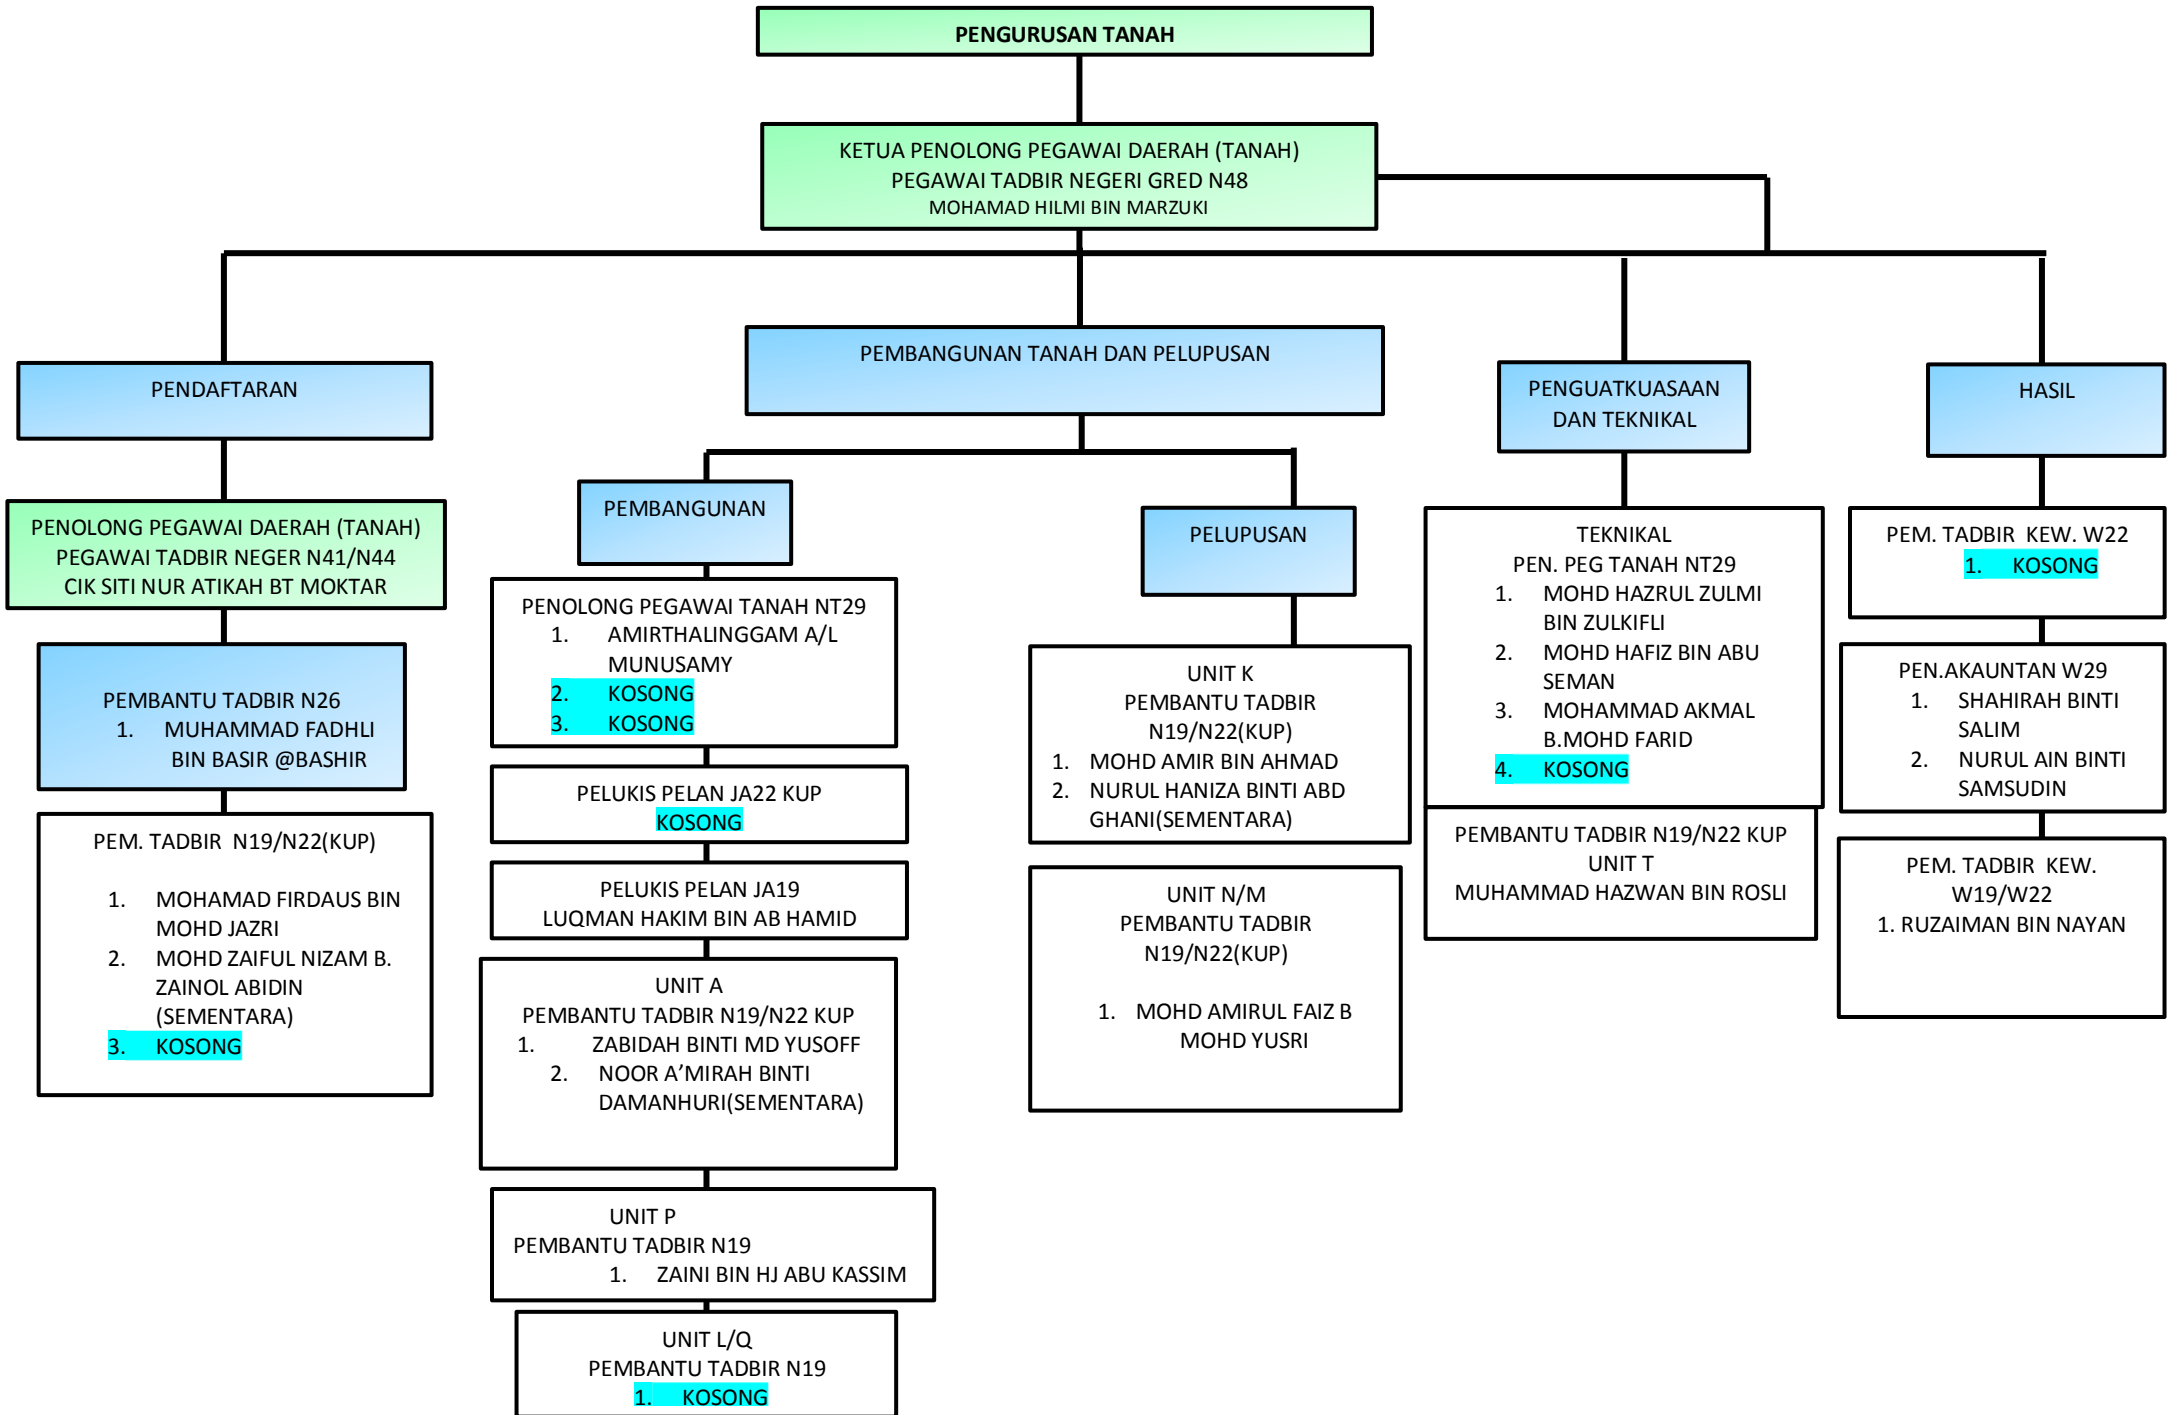 PENGURUSAN TANAH
KETUA PENOLONG PEGAWAI DAERAH (TANAH)
PEGAWAI TADBIR NEGERI GRED N48
MOHAMAD HILMI BIN MARZUKI
PENDAFTARAN
PENOLONG PEGAWAI DAERAH (TANAH)
PEGAWAI TADBIR NEGER N41/N44
CIK SITI NUR ATIKAH BT MOKTAR
PEMBANTU TADBIR N26
1. MUHAMMAD FADHLI
BIN BASIR @BASHIR
PEM. TADBIR N19/N22(KUP)
1. MOHAMAD FIRDAUS BIN
MOHD JAZRI
2. MOHD ZAIFUL NIZAM B.
ZAINOL ABIDIN
(SEMENTARA)
3. KOSONG
PEMBANGUNAN TANAH DAN PELUPUSAN
PEMBANGUNAN
PENOLONG PEGAWAI TANAH NT29
1. AMIRTHALINGGAM A/L
MUNUSAMY
2. KOSONG
3. KOSONG
PELUKIS PELAN JA22 KUP
KOSONG
PELUKIS PELAN JA19
LUQMAN HAKIM BIN AB HAMID
UNIT A
PEMBANTU TADBIR N19/N22 KUP
1. ZABIDAH BINTI MD YUSOFF
2. NOOR A’MIRAH BINTI
DAMANHURI(SEMENTARA)
UNIT P
PEMBANTU TADBIR N19
1. ZAINI BIN HJ ABU KASSIM
UNIT L/Q
PEMBANTU TADBIR N19
1. KOSONG
PELUPUSAN
UNIT K
PEMBANTU TADBIR
N19/N22(KUP)
1. MOHD AMIR BIN AHMAD
2. NURUL HANIZA BINTI ABD
GHANI(SEMENTARA)
UNIT N/M
PEMBANTU TADBIR
N19/N22(KUP)
1. MOHD AMIRUL FAIZ B
MOHD YUSRI
PENGUATKUASAAN
DAN TEKNIKAL
TEKNIKAL
PEN. PEG TANAH NT29
1. MOHD HAZRUL ZULMI
BIN ZULKIFLI
2. MOHD HAFIZ BIN ABU
SEMAN
3. MOHAMMAD AKMAL
B.MOHD FARID
4. KOSONG
PEMBANTU TADBIR N19/N22 KUP
UNIT T
MUHAMMAD HAZWAN BIN ROSLI
HASIL
PEM. TADBIR KEW. W22
1. KOSONG
PEN.AKAUNTAN W29
1. SHAHIRAH BINTI
SALIM
2. NURUL AIN BINTI
SAMSUDIN
PEM. TADBIR KEW.
W19/W22
1. RUZAIMAN BIN NAYAN